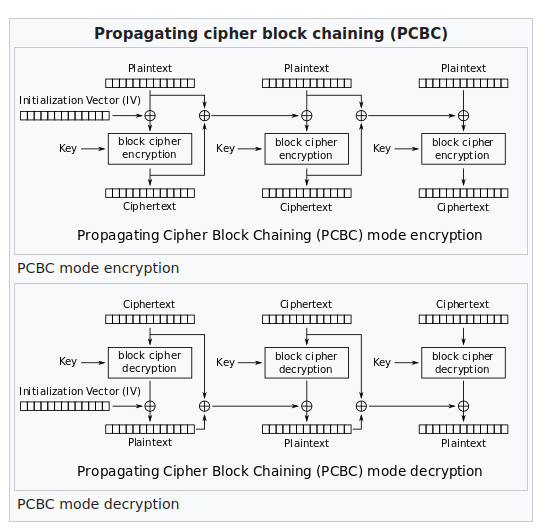 Propagating cipher block chaining (PCBC)
Plaintext Plaintext Plaintext
Initialization Vector (IV)
Key block cipher encryption Key block cipher encryption Key block cipher encryption
Ciphertext Ciphertext Ciphertext
Propagating Cipher Block Chaining (PCBC) mode encryption
PCBC mode encryption
Ciphertext Ciphertext Ciphertext
Key block cipher decryption Key block cipher decryption Key block cipher decryption
Initialization Vector (IV)
Plaintext Plaintext Plaintext
Propagating Cipher Block Chaining (PCBC) mode decryption
PCBC mode decryption